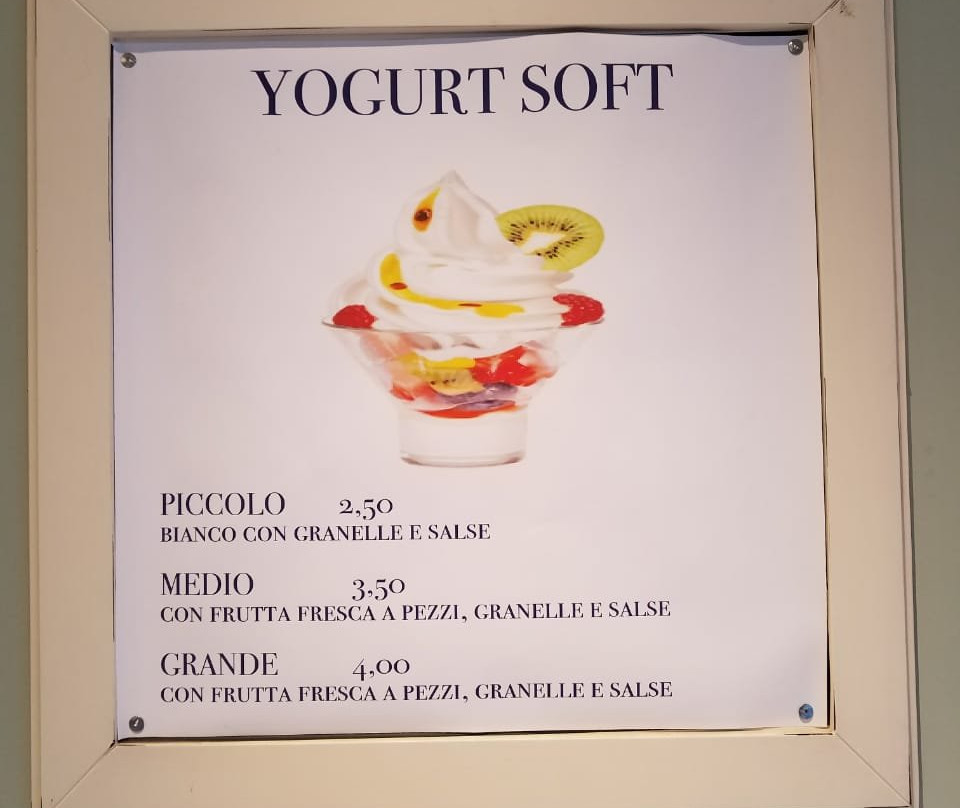 YOGURT SOFT
PICCOLO 2,50
BIANCO CON GRANELLE E SALSE
MEDIO 3,50
CON FRUTTA FRESCA A PEZZI, GRANELLE E SALSE
GRANDE 4,00
CON FRUTTA FRESCA A PEZZI, GRANELLE E SALSE